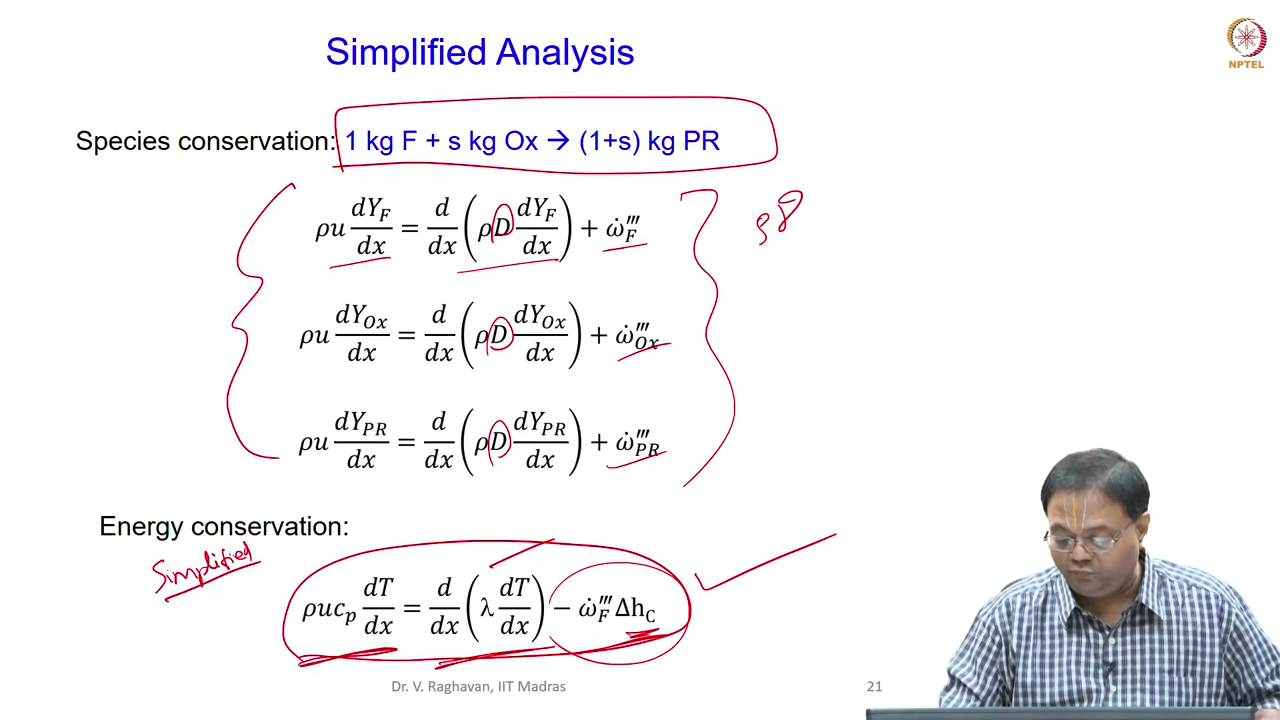 Simplified Analysis
NPTEL
Species conservation: 1 kg F + s kg Ox → (1+s) kg PR
ρu dY_F/dx = d/dx (ρD dY_F/dx) + ω̇‴_F
ρu dY_Ox/dx = d/dx (ρD dY_Ox/dx) + ω̇‴_Ox
ρu dY_PR/dx = d/dx (ρD dY_PR/dx) + ω̇‴_PR
Energy conservation:
Simplified
ρuc_p dT/dx = d/dx (λ dT/dx) − ω̇‴_F Δh_C
Dr. V. Raghavan, IIT Madras
21